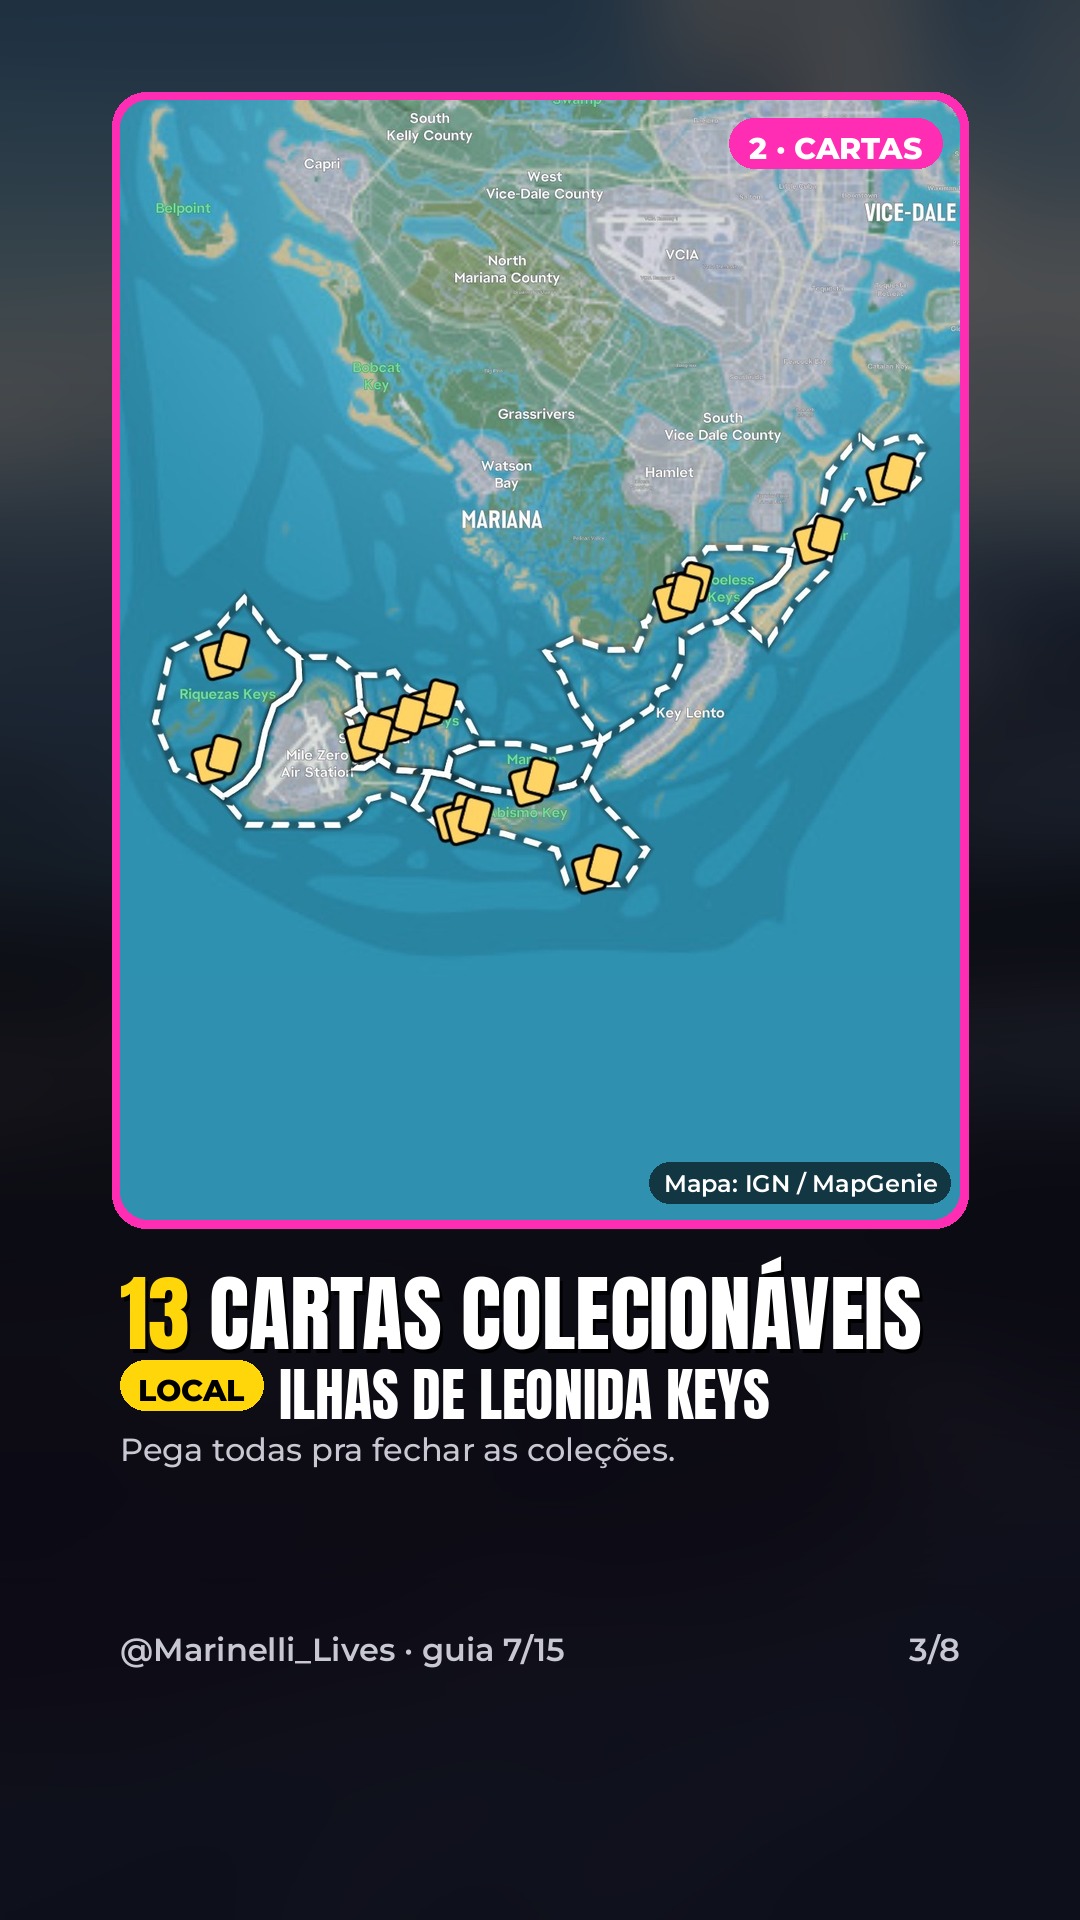 Swamp
South
Kelly County
2 · CARTAS
Capri
West
Vice-Dale County
Belpoint
VICE-DALE
VCIA
North
Mariana County
Bobcat
Key
Grassrivers
South
Vice Dale County
Watson
Bay
Hamlet
MARIANA
Keys
Riquezas Keys
Key Lento
Mile Zero
Air Station
Abismo Key
Mapa: IGN / MapGenie
13 CARTAS COLECIONÁVEIS
LOCAL ILHAS DE LEONIDA KEYS
Pega todas pra fechar as coleções.
@Marinelli_Lives · guia 7/15
3/8